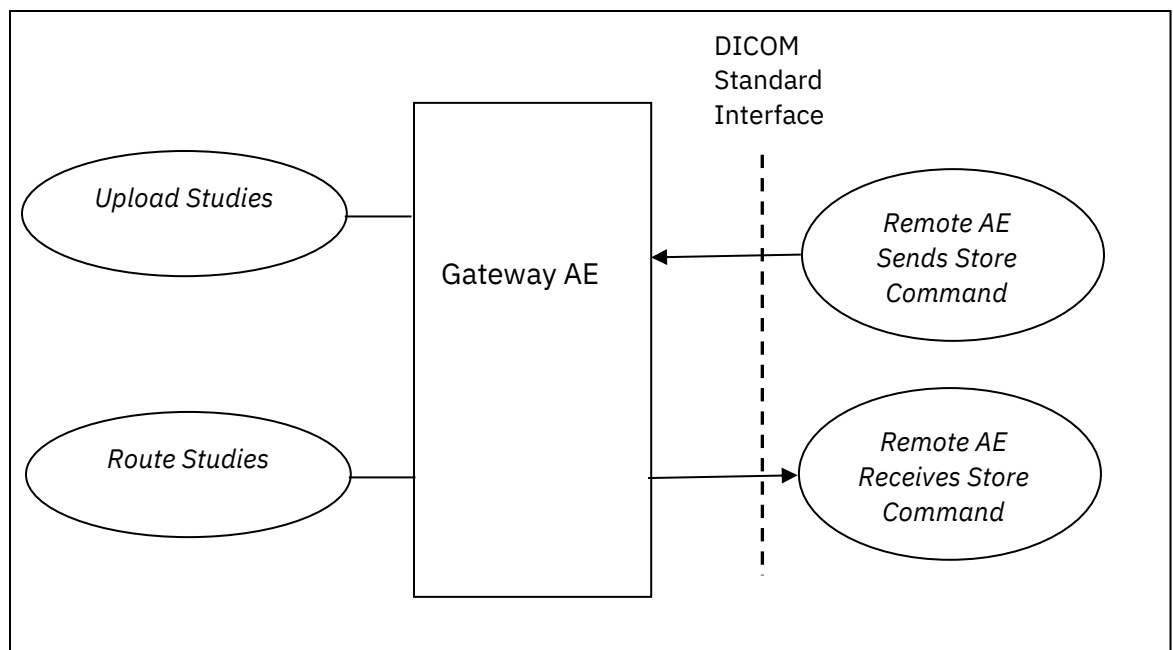 DICOM
Standard
Interface
Upload Studies
Gateway AE
Remote AE
Sends Store
Command
Route Studies
Remote AE
Receives Store
Command